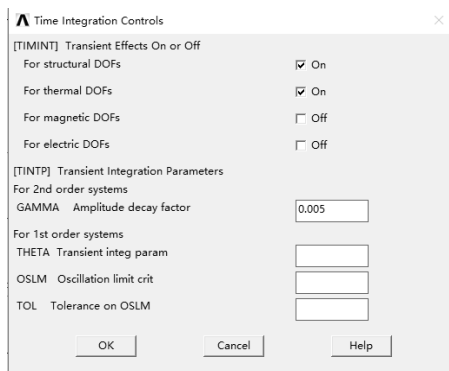 Time Integration Controls
[TIMINT] Transient Effects On or Off
For structural DOFs On
For thermal DOFs On
For magnetic DOFs Off
For electric DOFs Off
[TINTP] Transient Integration Parameters
For 2nd order systems
GAMMA Amplitude decay factor 0.005
For 1st order systems
THETA Transient integ param
OSLM Oscillation limit crit
TOL Tolerance on OSLM
OK Cancel Help